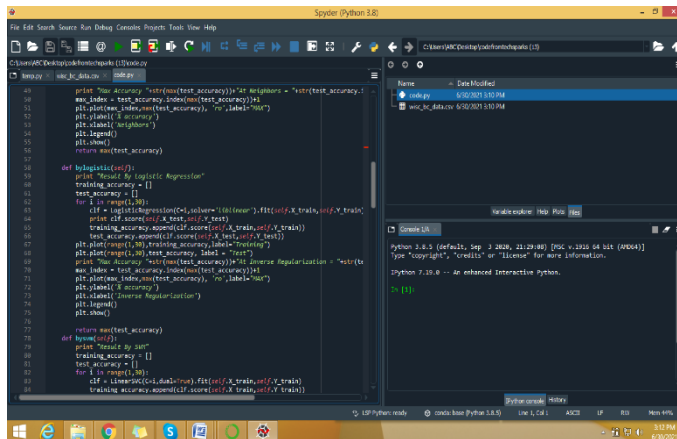 Spyder (Python 3.8)
File Edit Search Source Run Debug Consoles Projects Tools View Help
C:\Users\ABC\Desktop\codefromtechsparks (13)
C:\Users\ABC\Desktop\codefromtechsparks (13)\code.py
temp.py wisc_bc_data.csv code.py
49 print "Max Accuracy "+str(max(test_accuracy))+"At Neighbors = "+str(test_accuracy.i
50 max_index = test_accuracy.index(max(test_accuracy))+1
51 plt.plot(max_index,max(test_accuracy), 'ro',label="MAX")
52 plt.ylabel('% accuracy')
53 plt.xlabel('Neighbors')
54 plt.legend()
55 plt.show()
56 return max(test_accuracy)
57
58 def bylogistic(self):
59 print "Result By Logistic Regression"
60 training_accuracy = []
61 test_accuracy = []
62 for i in range(1,30):
63 clf = LogisticRegression(C=i,solver='liblinear').fit(self.X_train,self.Y_train)
64 print clf.score(self.X_test,self.Y_test)
65 training_accuracy.append(clf.score(self.X_train,self.Y_train))
66 test_accuracy.append(clf.score(self.X_test,self.Y_test))
67 plt.plot(range(1,30),training_accuracy,label="Training")
68 plt.plot(range(1,30),test_accuracy, label = "Test")
69 print "Max Accuracy "+str(max(test_accuracy))+"At Inverse Regularization = "+str(te
70 max_index = test_accuracy.index(max(test_accuracy))+1
71 plt.plot(max_index,max(test_accuracy), 'ro',label="MAX")
72 plt.ylabel('% accuracy')
73 plt.xlabel('Inverse Regularization')
74 plt.legend()
75 plt.show()
76
77 return max(test_accuracy)
78 def bysvm(self):
79 print "Result By SVM"
80 training_accuracy = []
81 test_accuracy = []
82 for i in range(1,30):
83 clf = LinearSVC(C=i,dual=True).fit(self.X_train,self.Y_train)
84 training_accuracy.append(clf.score(self.X_train,self.Y_train))
Name Date Modified
code.py 6/30/2021 3:10 PM
wisc_bc_data.csv 6/30/2021 3:10 PM
Variable explorer Help Plots Files
Console 1/A
Python 3.8.5 (default, Sep 3 2020, 21:29:08) [MSC v.1916 64 bit (AMD64)]
Type "copyright", "credits" or "license" for more information.
IPython 7.19.0 -- An enhanced Interactive Python.
In [1]:
IPython console History
LSP Python: ready conda: base (Python 3.8.5) Line 1, Col 1 ASCII LF RW Mem 44%
3:12 PM
6/30/2021